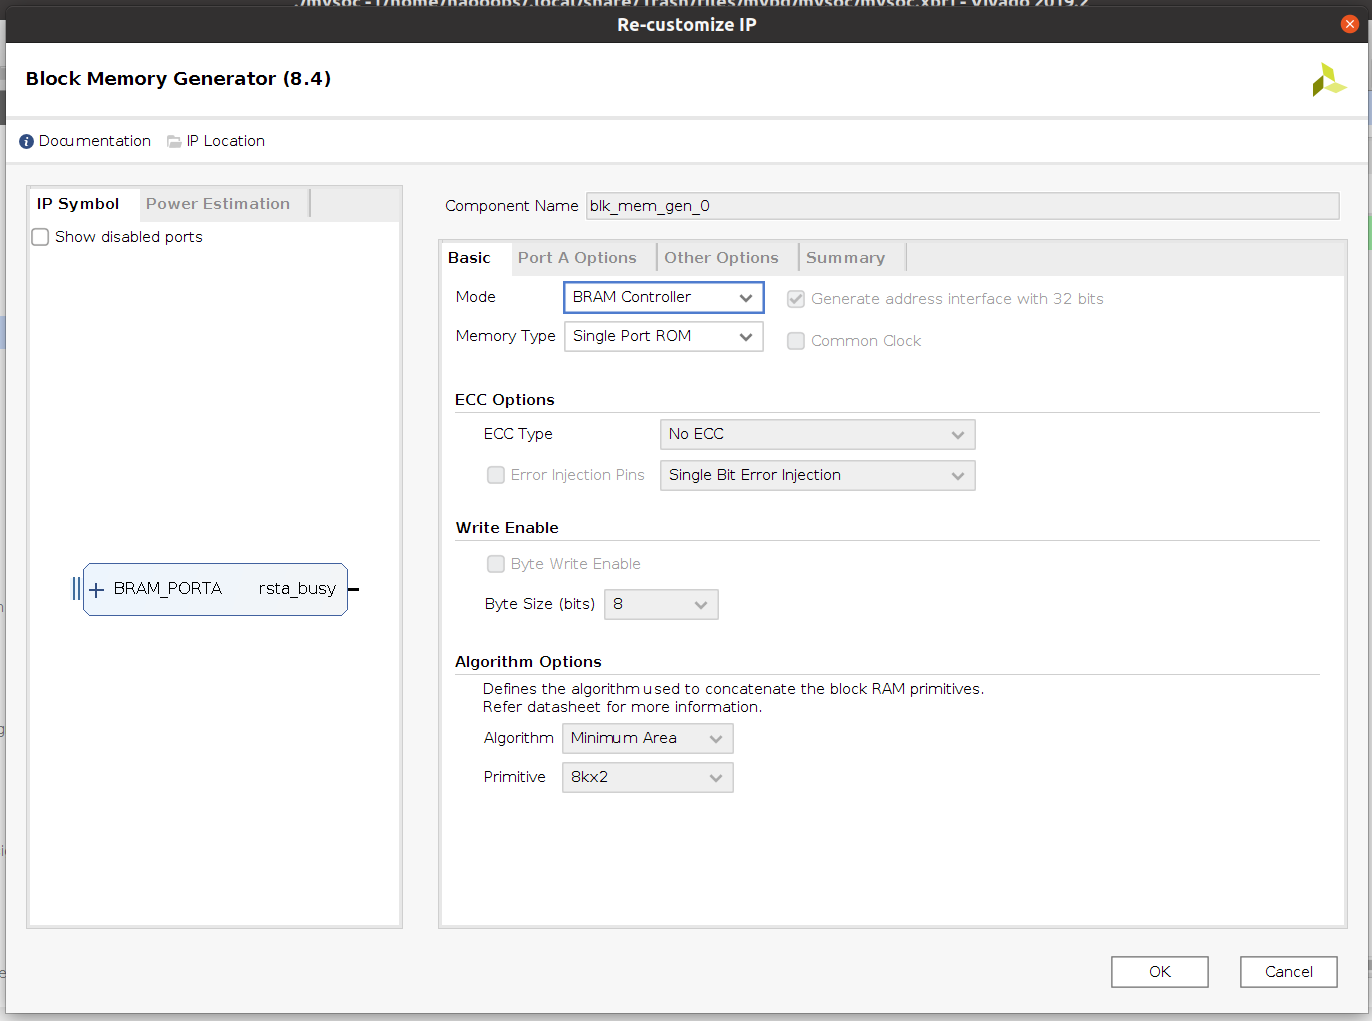 Re-customize IP
Block Memory Generator (8.4)
Documentation IP Location
IP Symbol Power Estimation
Show disabled ports
BRAM_PORTA rsta_busy
Component Name blk_mem_gen_0
Basic Port A Options Other Options Summary
Mode BRAM Controller Generate address interface with 32 bits
Memory Type Single Port ROM Common Clock
ECC Options
ECC Type No ECC
Error Injection Pins Single Bit Error Injection
Write Enable
Byte Write Enable
Byte Size (bits) 8
Algorithm Options
Defines the algorithm used to concatenate the block RAM primitives.
Refer datasheet for more information.
Algorithm Minimum Area
Primitive 8kx2
OK Cancel